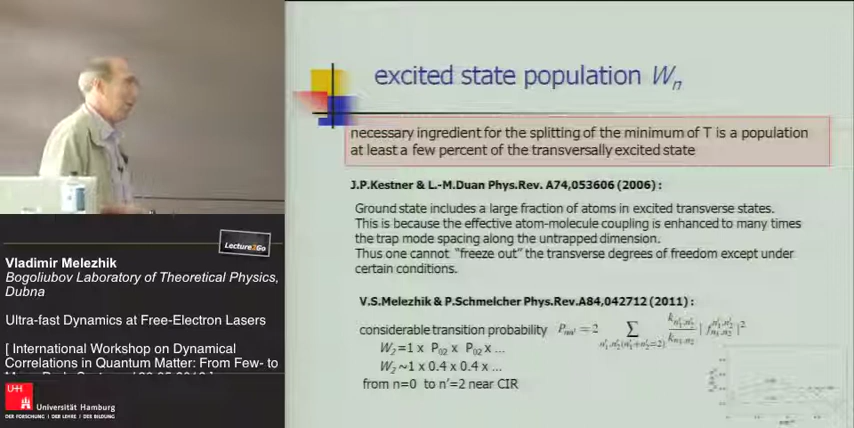 excited state population Wn
necessary ingredient for the splitting of the minimum of T is a population
at least a few percent of the transversally excited state
J.P.Kestner & L.-M.Duan Phys.Rev. A74,053606 (2006) :
Ground state includes a large fraction of atoms in excited transverse states.
This is because the effective atom-molecule coupling is enhanced to many times
the trap mode spacing along the untrapped dimension.
Thus one cannot "freeze out" the transverse degrees of freedom except under
certain conditions.
V.S.Melezhik & P.Schmelcher Phys.Rev.A84,042712 (2011) :
considerable transition probability
W2=1 x P02 x P02 x ...
W2~1 x 0.4 x 0.4 x ...
from n=0 to n'=2 near CIR
Lecture2Go
Vladimir Melezhik
Bogoliubov Laboratory of Theoretical Physics,
Dubna
Ultra-fast Dynamics at Free-Electron Lasers
[ International Workshop on Dynamical
Correlations in Quantum Matter: From Few- to
UH
Universität Hamburg
DER FORSCHUNG | DER LEHRE | DER BILDUNG